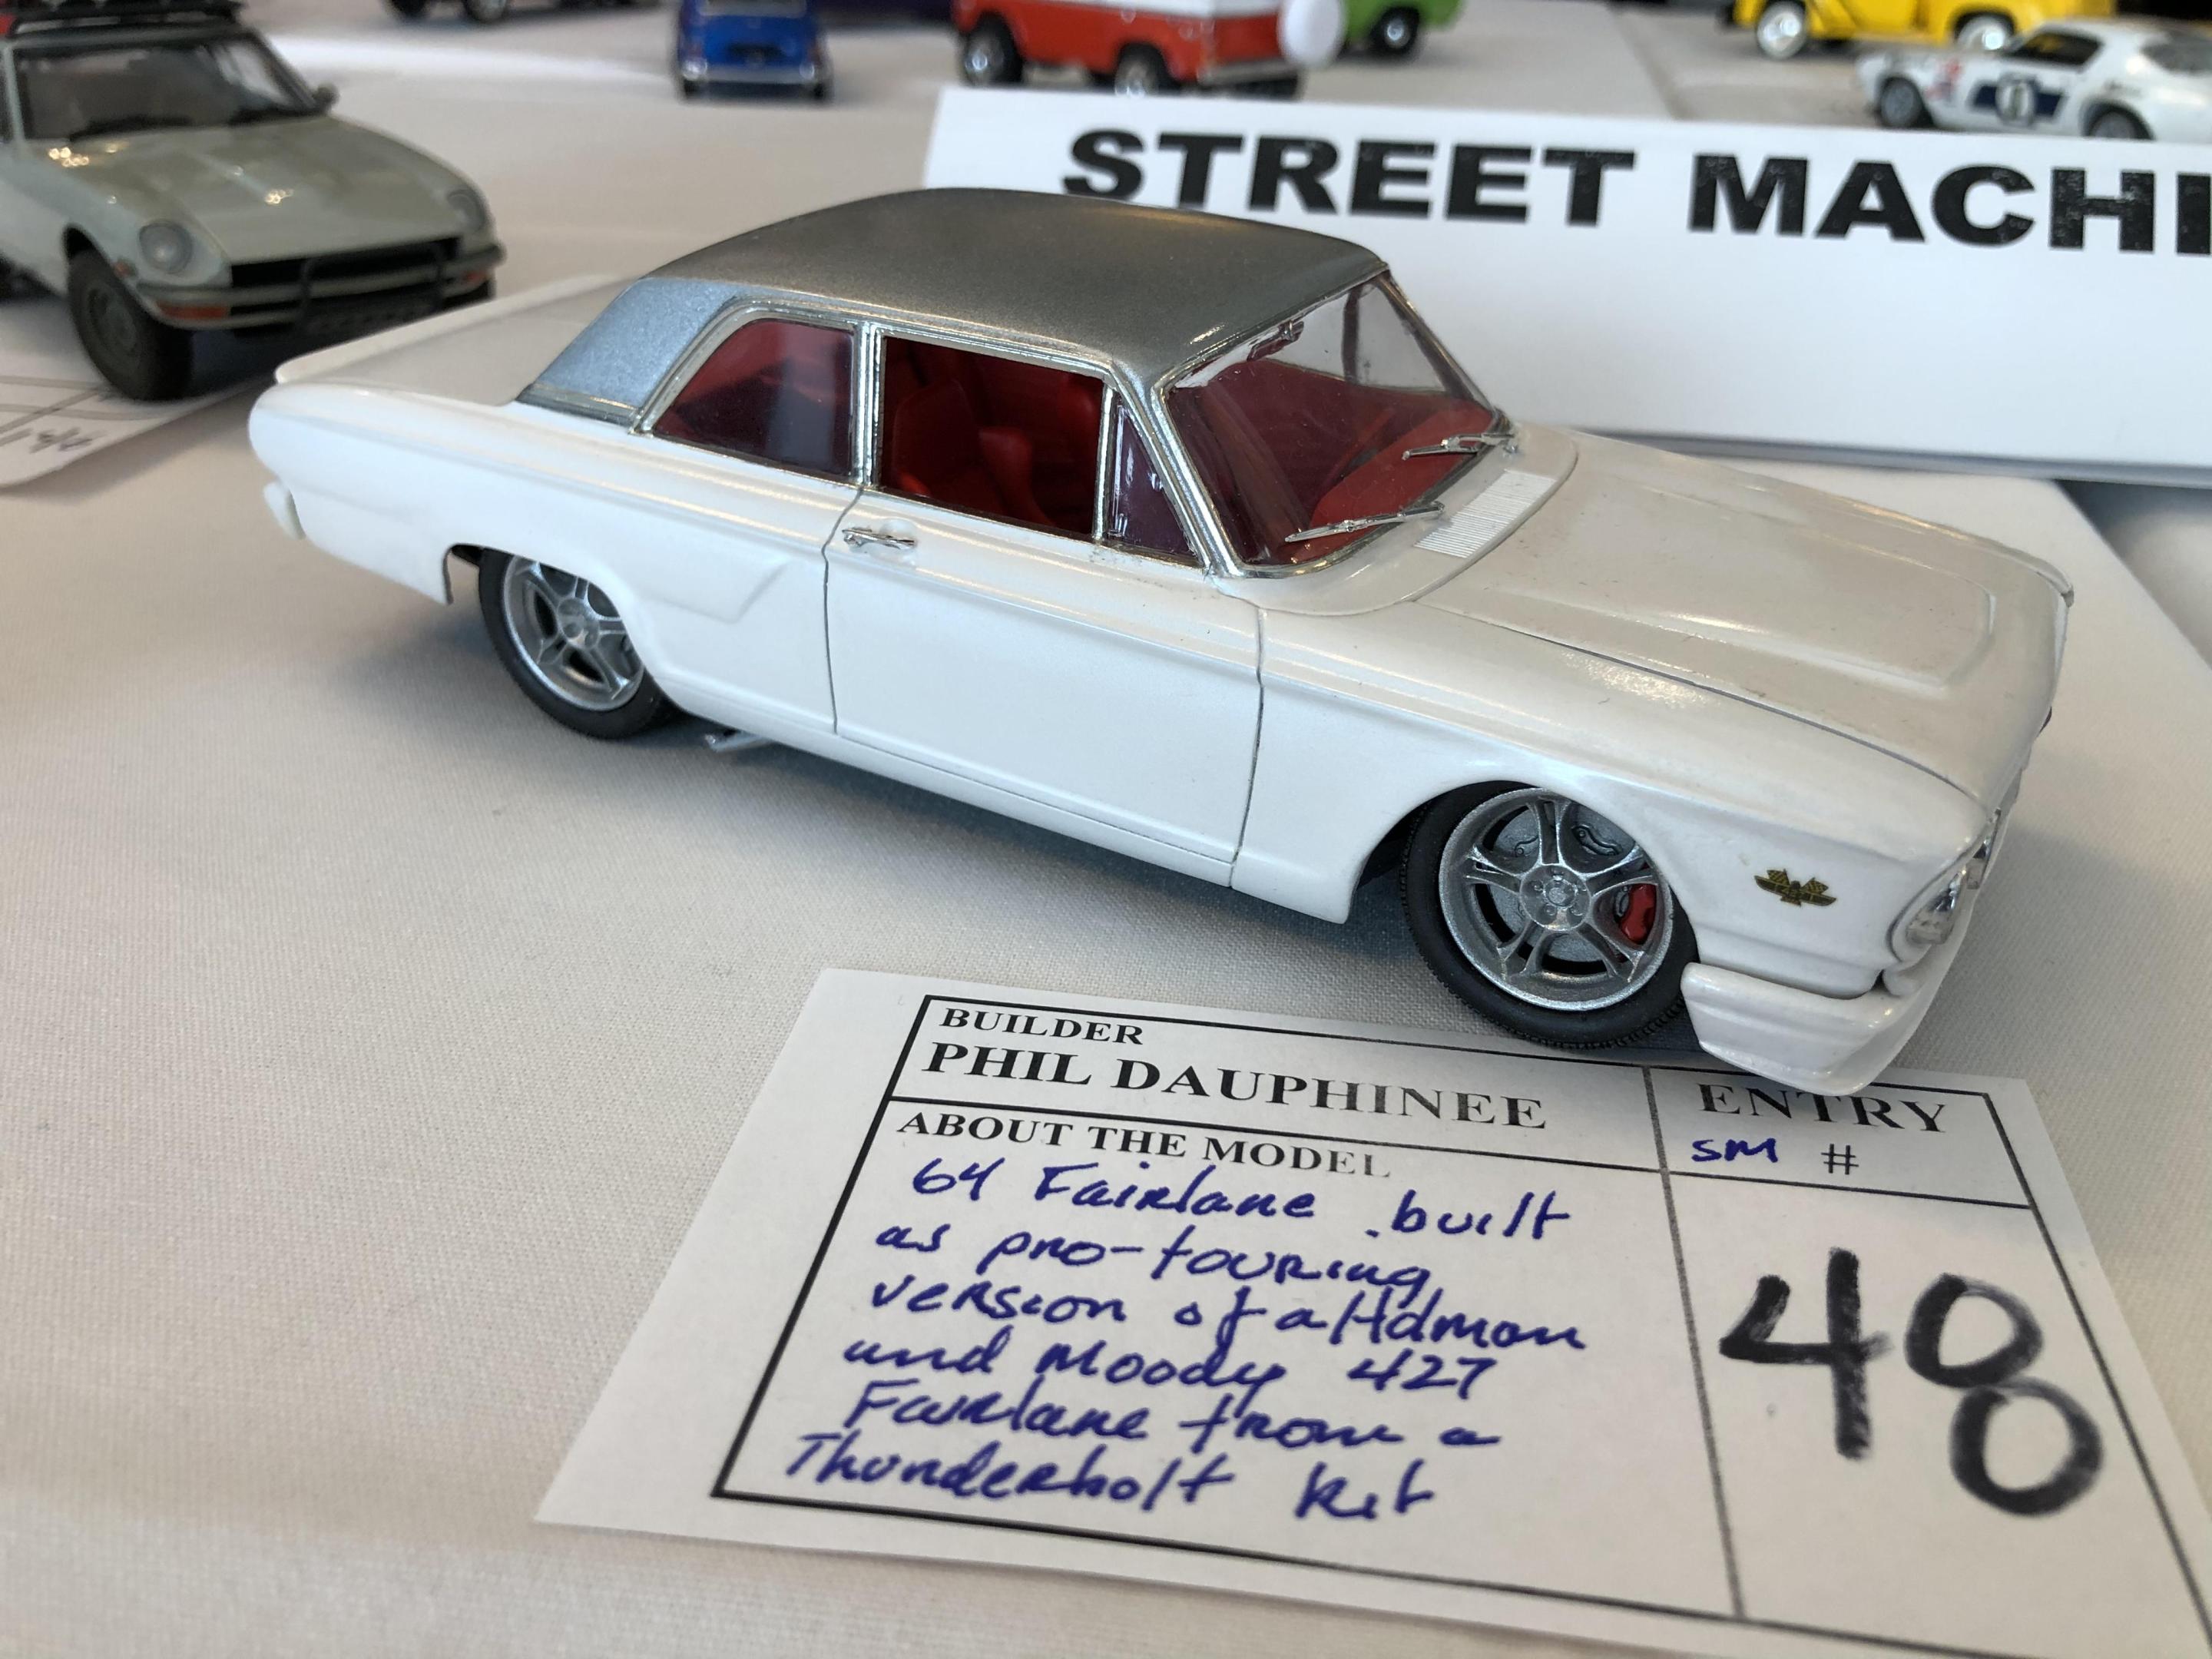 STREET MACHI
BUILDER
PHIL DAUPHINEE
ENTRY
SM #
48
ABOUT THE MODEL
64 Fairlane built
as pro-touring
version of a Hdman
and Moody 427
Fairlane from a
Thunderbolt kit